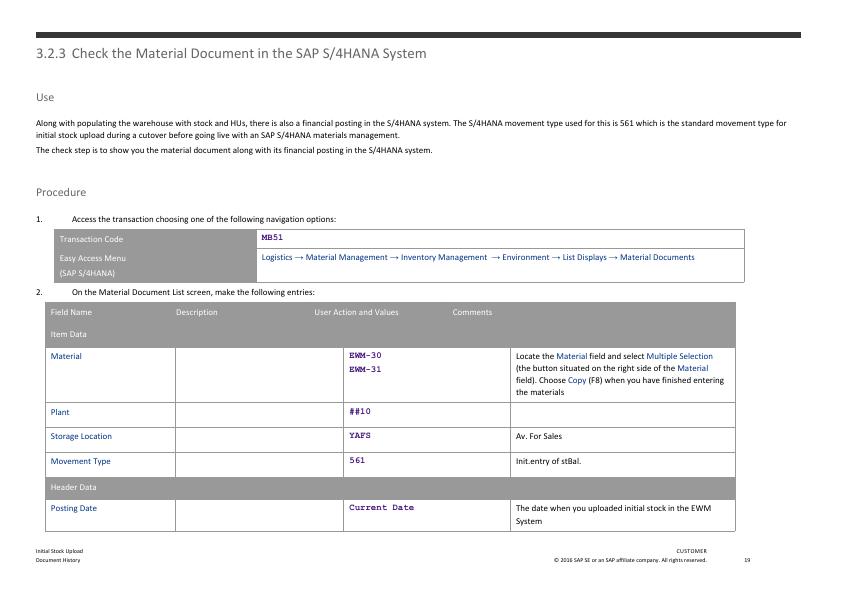 3.2.3 Check the Material Document in the SAP S/4HANA System
Use
Along with populating the warehouse with stock and HUs, there is also a financial posting in the S/4HANA system. The S/4HANA movement type used for this is 561 which is the standard movement type for
initial stock upload during a cutover before going live with an SAP S/4HANA materials management.
The check step is to show you the material document along with its financial posting in the S/4HANA system.
Procedure
1. Access the transaction choosing one of the following navigation options:
Transaction Code MB51
Easy Access Menu Logistics → Material Management → Inventory Management → Environment → List Displays → Material Documents
(SAP S/4HANA)
2. On the Material Document List screen, make the following entries:
Field Name Description User Action and Values Comments
Item Data
Material EWM-30 Locate the Material field and select Multiple Selection
EWM-31 (the button situated on the right side of the Material
field). Choose Copy (F8) when you have finished entering
the materials
Plant ##10
Storage Location YAFS Av. For Sales
Movement Type 561 Init.entry of stBal.
Header Data
Posting Date Current Date The date when you uploaded initial stock in the EWM
System
Initial Stock Upload CUSTOMER
Document History © 2016 SAP SE or an SAP affiliate company. All rights reserved. 19